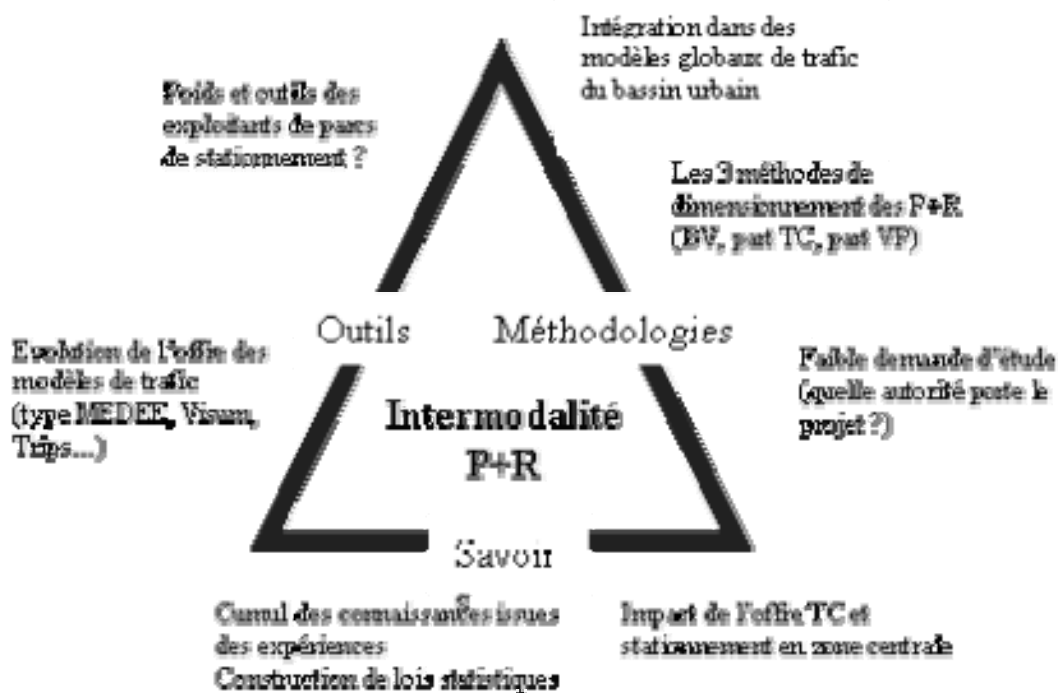 Intégration dans des
modèles globaux de trafic
du bassin urbain
Poids et outils des
exploitants de parcs
de stationnement ?
Les 3 méthodes de
dimensionnement des P+R
(BV, part TC, part VP)
Outils
Méthodologies
Evolution de l'offre des
modèles de trafic
(type MEDEE, Visum,
Trips...)
Faible demande d'étude
(quelle autorité porte le
projet ?)
Intermodalité
P+R
Savoir
s
Cumul des connaissances issues
des expériences
Construction de lois statistiques
Impact de l'offre TC et
stationnement en zone centrale